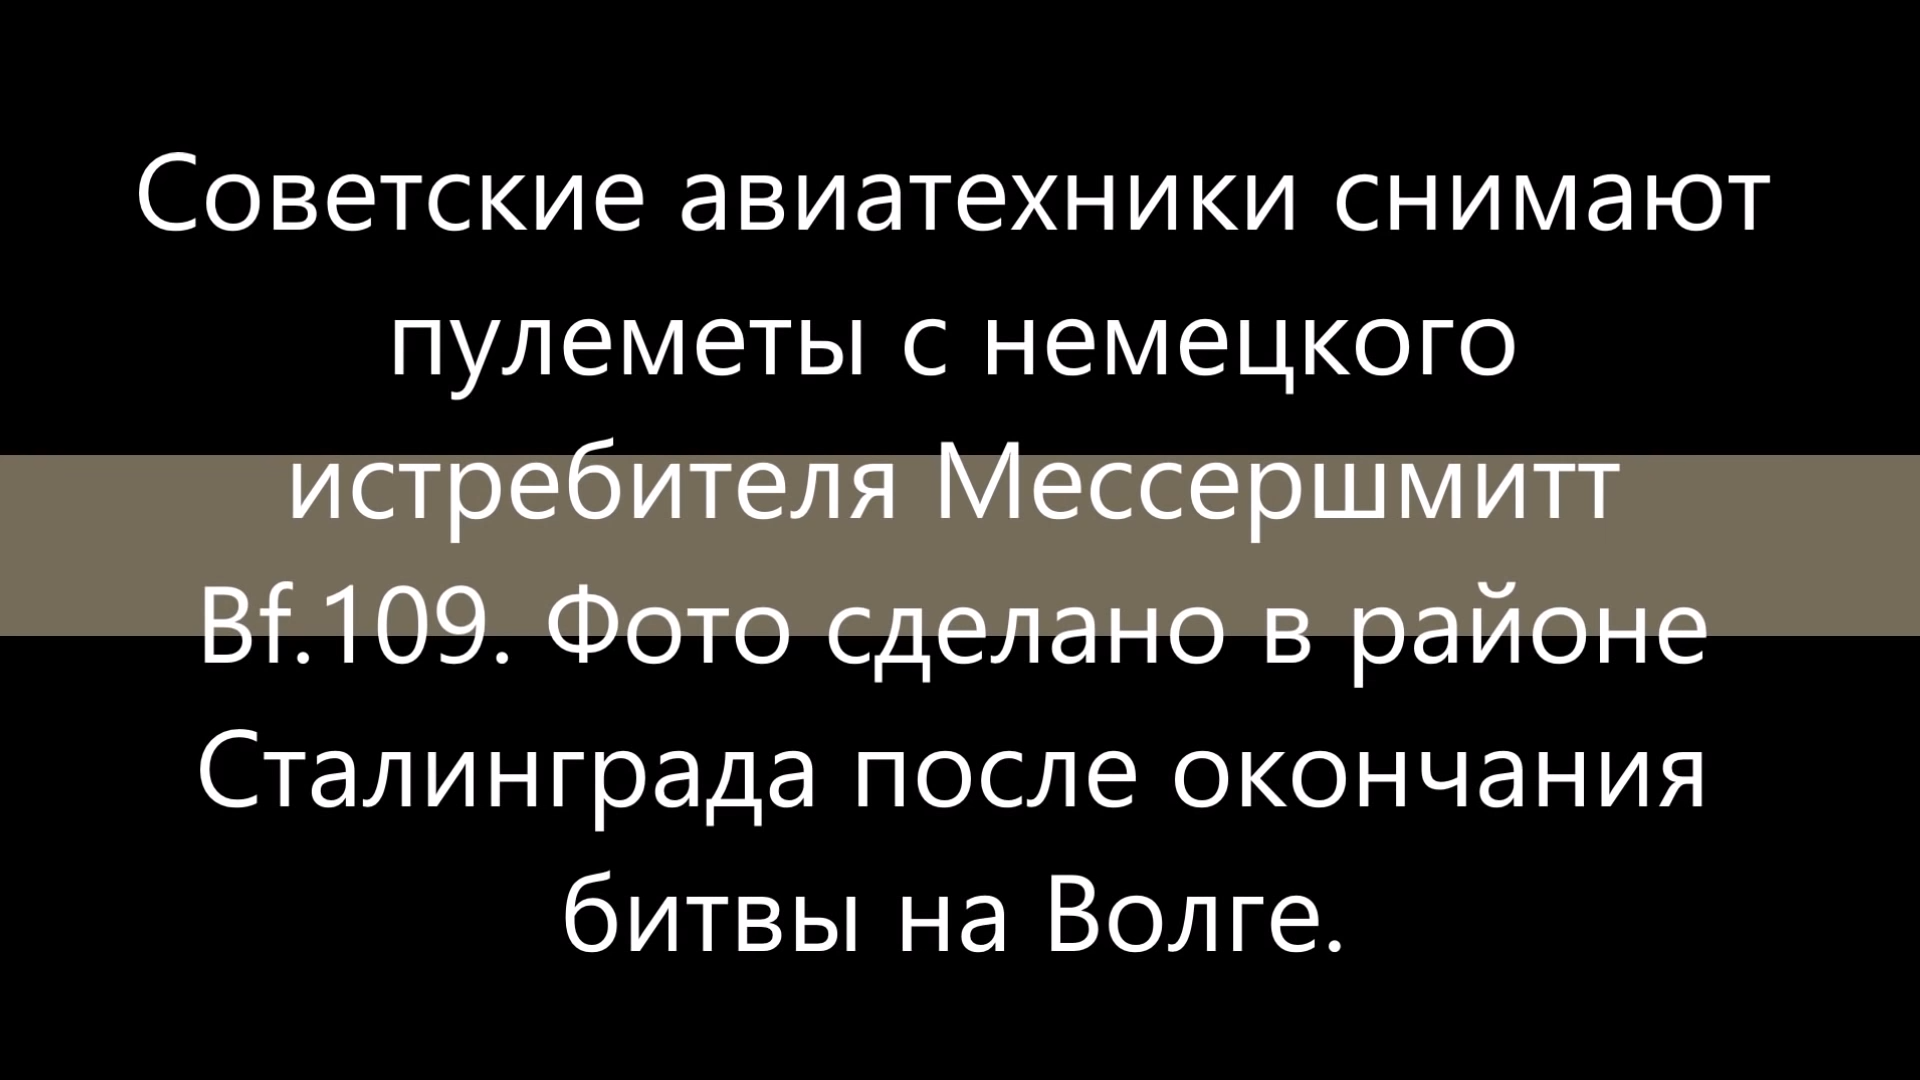 Советские авиатехники снимают
пулеметы с немецкого
истребителя Мессершмитт
Bf.109. Фото сделано в районе
Сталинграда после окончания
битвы на Волге.